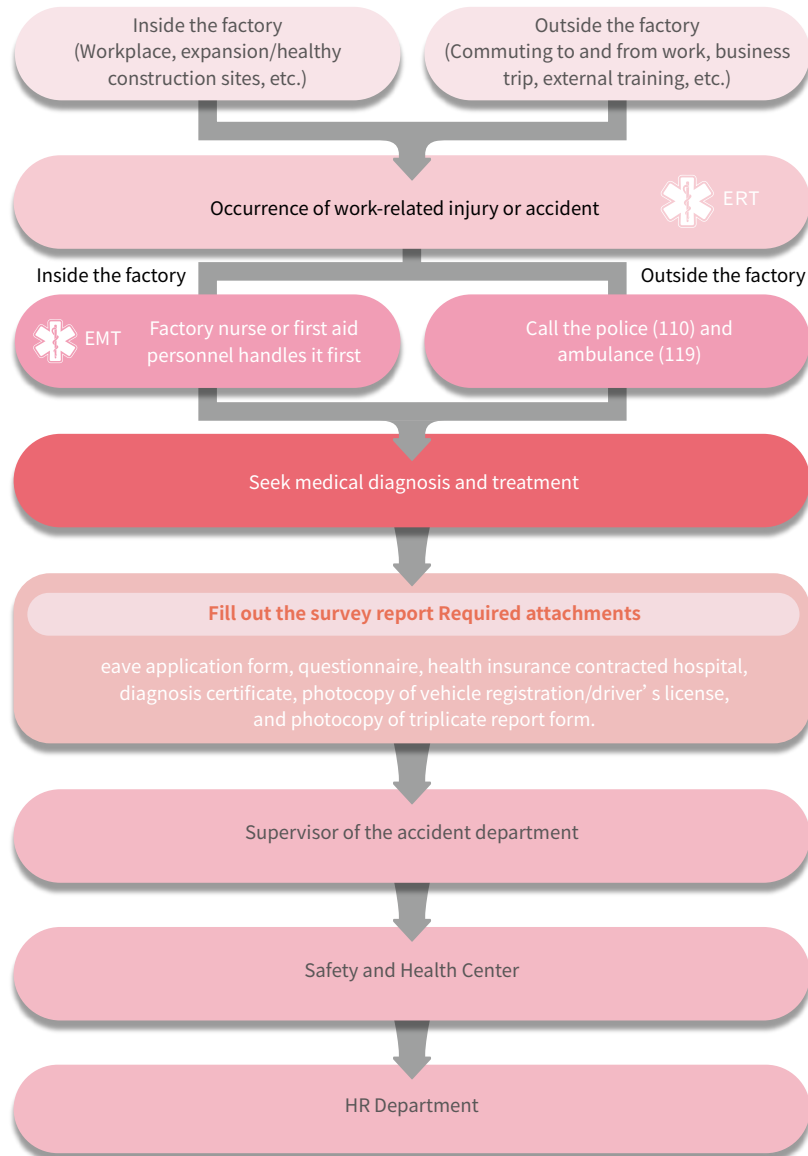 Inside the factory
(Workplace, expansion/healthy
construction sites, etc.)
Outside the factory
(Commuting to and from work, business
trip, external training, etc.)
Occurrence of work-related injury or accident
ERT
Inside the factory
Outside the factory
EMT
Factory nurse or first aid
personnel handles it first
Call the police (110) and
ambulance (119)
Seek medical diagnosis and treatment
Fill out the survey report Required attachments
eave application form, questionnaire, health insurance contracted hospital,
diagnosis certificate, photocopy of vehicle registration/driver’ s license,
and photocopy of triplicate report form.
Supervisor of the accident department
Safety and Health Center
HR Department